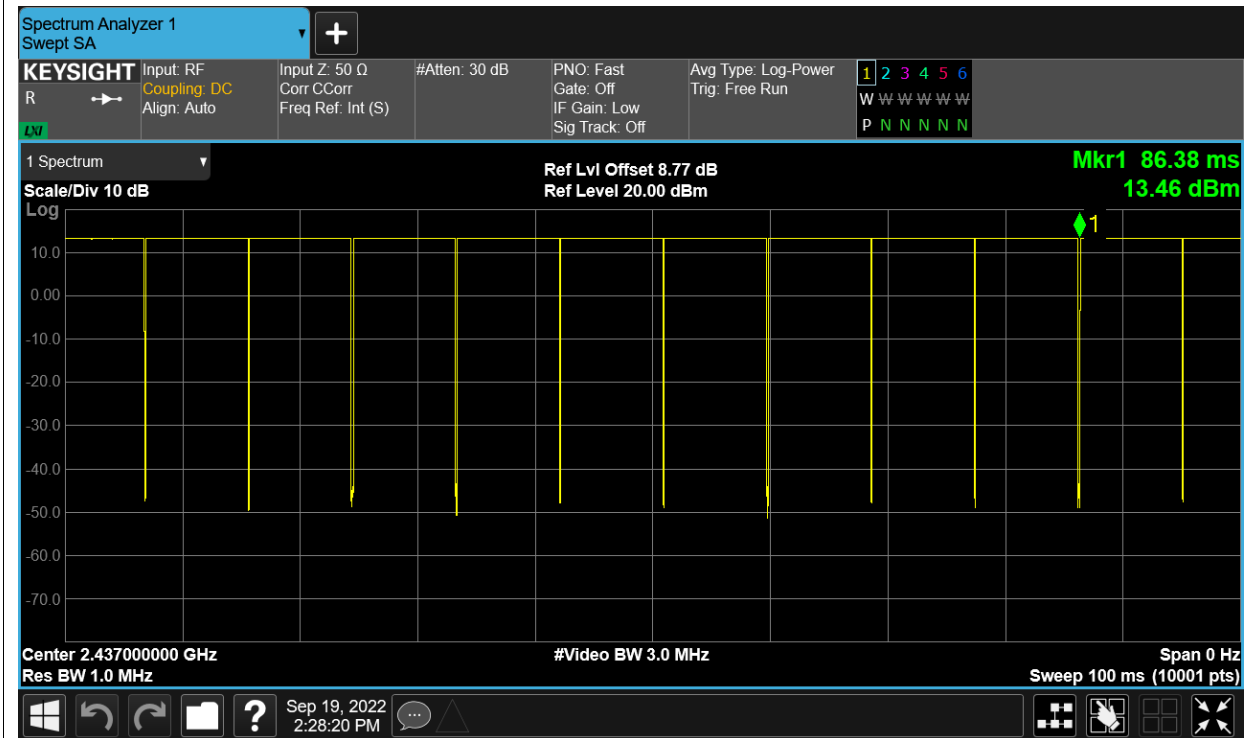 Spectrum Analyzer 1
Swept SA
KEYSIGHT
R
LXI
Input: RF
Coupling: DC
Align: Auto
Input Z: 50 Ω
Corr CCorr
Freq Ref: Int (S)
#Atten: 30 dB
PNO: Fast
Gate: Off
IF Gain: Low
Sig Track: Off
Avg Type: Log-Power
Trig: Free Run
1 2 3 4 5 6
W W W W W W
P N N N N N
1 Spectrum
Scale/Div 10 dB
Log
Ref Lvl Offset 8.77 dB
Ref Level 20.00 dBm
Mkr1 86.38 ms
13.46 dBm
1
10.0
0.00
-10.0
-20.0
-30.0
-40.0
-50.0
-60.0
-70.0
Center 2.437000000 GHz
Res BW 1.0 MHz
#Video BW 3.0 MHz
Span 0 Hz
Sweep 100 ms (10001 pts)
?
Sep 19, 2022
2:28:20 PM